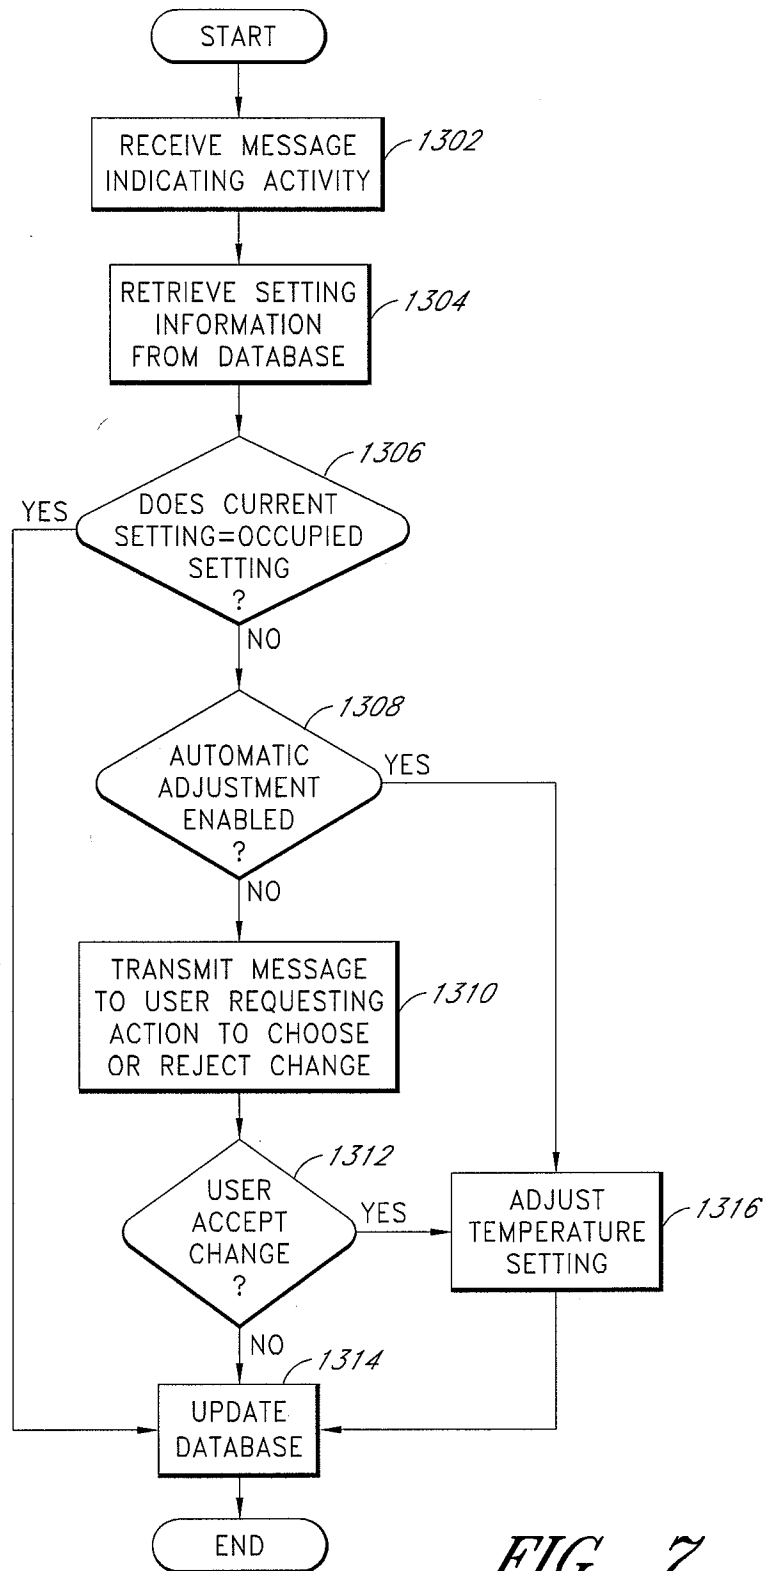 START
RECEIVE MESSAGE
INDICATING ACTIVITY
1302
RETRIEVE SETTING
INFORMATION
FROM DATABASE
1304
1306
DOES CURRENT
SETTING=OCCUPIED
SETTING
?
YES
NO
1308
AUTOMATIC
ADJUSTMENT
ENABLED
?
YES
NO
TRANSMIT MESSAGE
TO USER REQUESTING
ACTION TO CHOOSE
OR REJECT CHANGE
1310
1312
USER
ACCEPT
CHANGE
?
YES
NO
ADJUST
TEMPERATURE
SETTING
1316
1314
UPDATE
DATABASE
END
FIG. 7